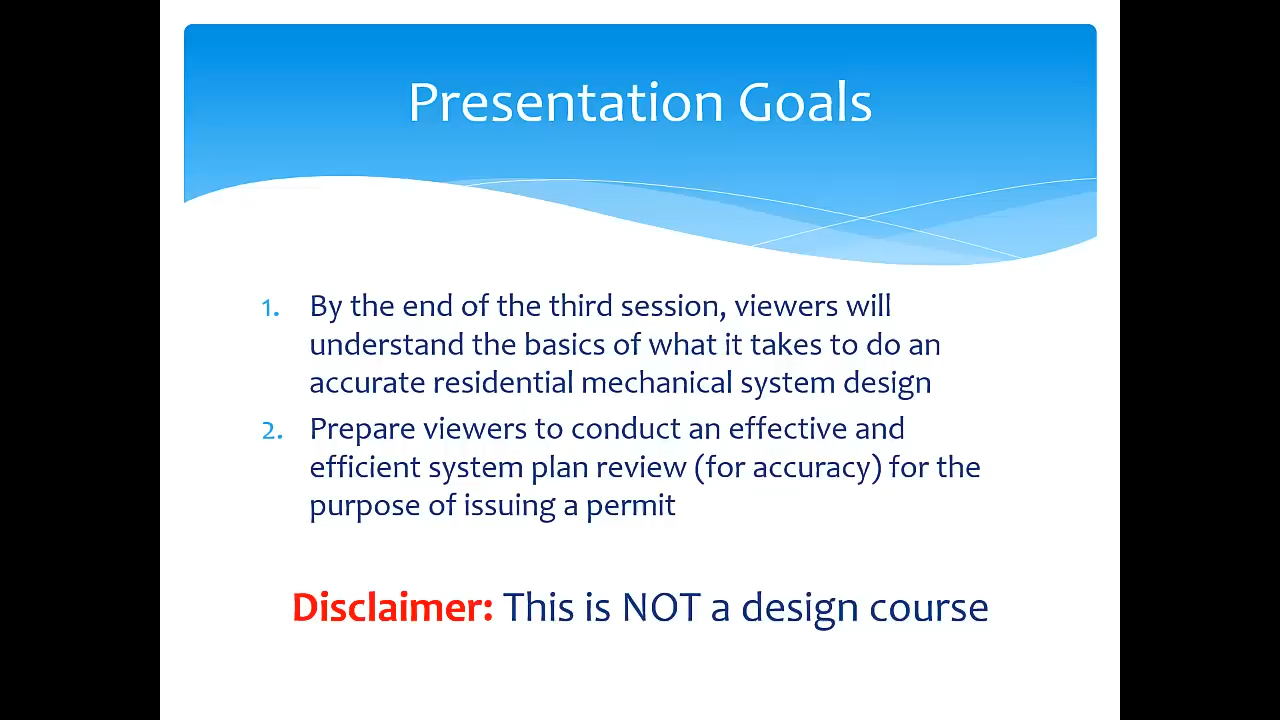 Presentation Goals
1. By the end of the third session, viewers will
understand the basics of what it takes to do an
accurate residential mechanical system design
2. Prepare viewers to conduct an effective and
efficient system plan review (for accuracy) for the
purpose of issuing a permit
Disclaimer: This is NOT a design course